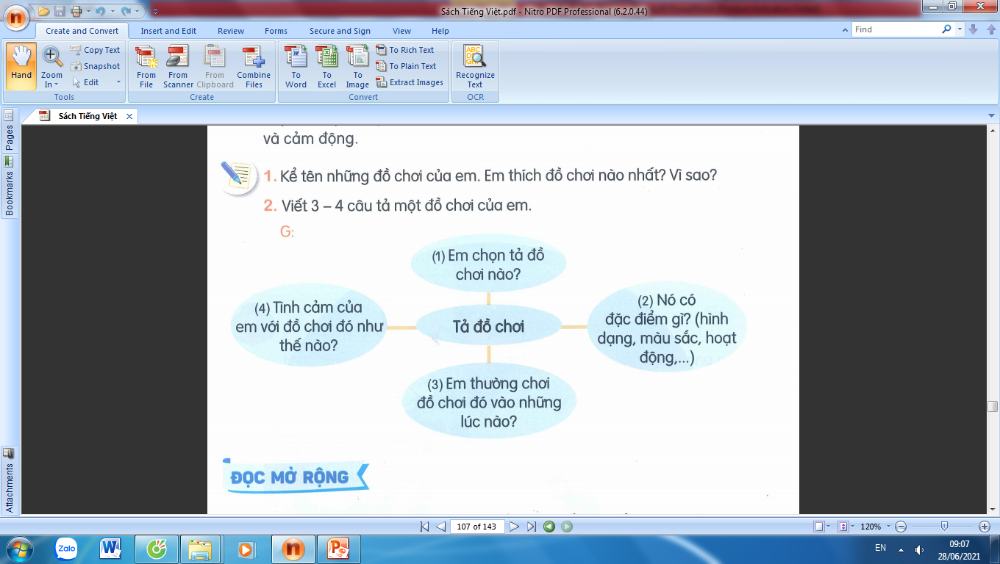 Sách Tiếng Việt.pdf - Nitro PDF Professional (6.2.0.44)
Create and Convert Insert and Edit Review Forms Secure and Sign View Help
Find
Hand
Zoom In
Copy Text
Snapshot
Edit
Tools
From File
From Scanner
From Clipboard
Combine Files
Create
To Word
To Excel
To Image
To Rich Text
To Plain Text
Extract Images
Convert
Recognize Text
OCR
Sách Tiếng Việt
Pages
Bookmarks
Attachments
và cảm động.
1. Kể tên những đồ chơi của em. Em thích đồ chơi nào nhất? Vì sao?
2. Viết 3 – 4 câu tả một đồ chơi của em.
G:
(1) Em chọn tả đồ
chơi nào?
(2) Nó có
đặc điểm gì? (hình
dạng, màu sắc, hoạt
động,...)
Tả đồ chơi
(4) Tình cảm của
em với đồ chơi đó như
thế nào?
(3) Em thường chơi
đồ chơi đó vào những
lúc nào?
ĐỌC MỞ RỘNG
107 of 143
120%
Zalo
EN
09:07
28/06/2021